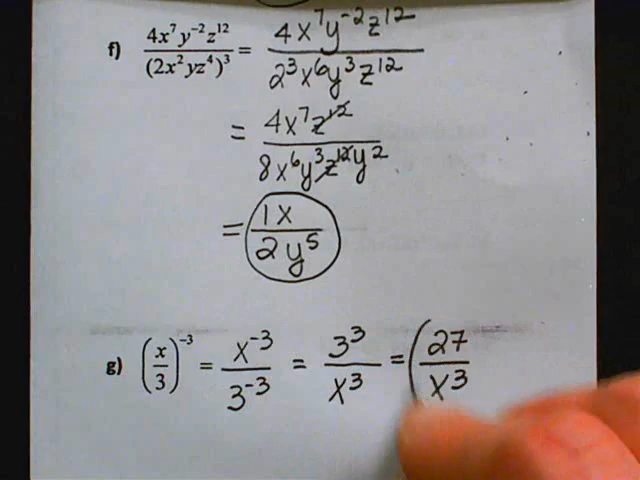 f) 4x⁷y⁻²z¹²/(2x²yz⁴)³ = 4x⁷y⁻²z¹²/2³x⁶y³z¹²
= 4x⁷z¹²/8x⁶y³z¹²y²
= 1x/2y⁵
g) (x/3)⁻³ = x⁻³/3⁻³ = 3³/x³ = 27/x³